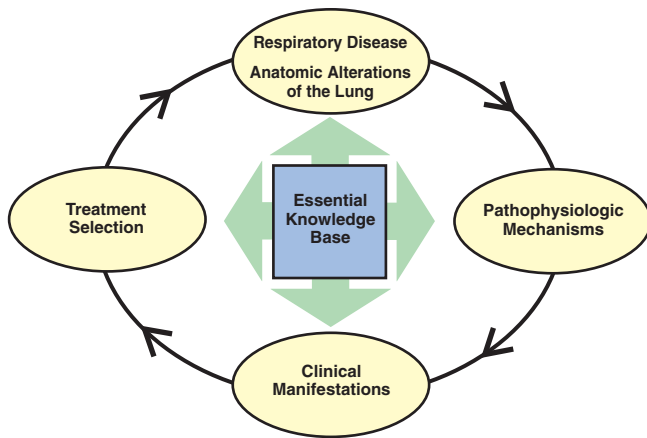 Respiratory Disease
Anatomic Alterations
of the Lung
Treatment
Selection
Essential
Knowledge
Base
Pathophysiologic
Mechanisms
Clinical
Manifestations